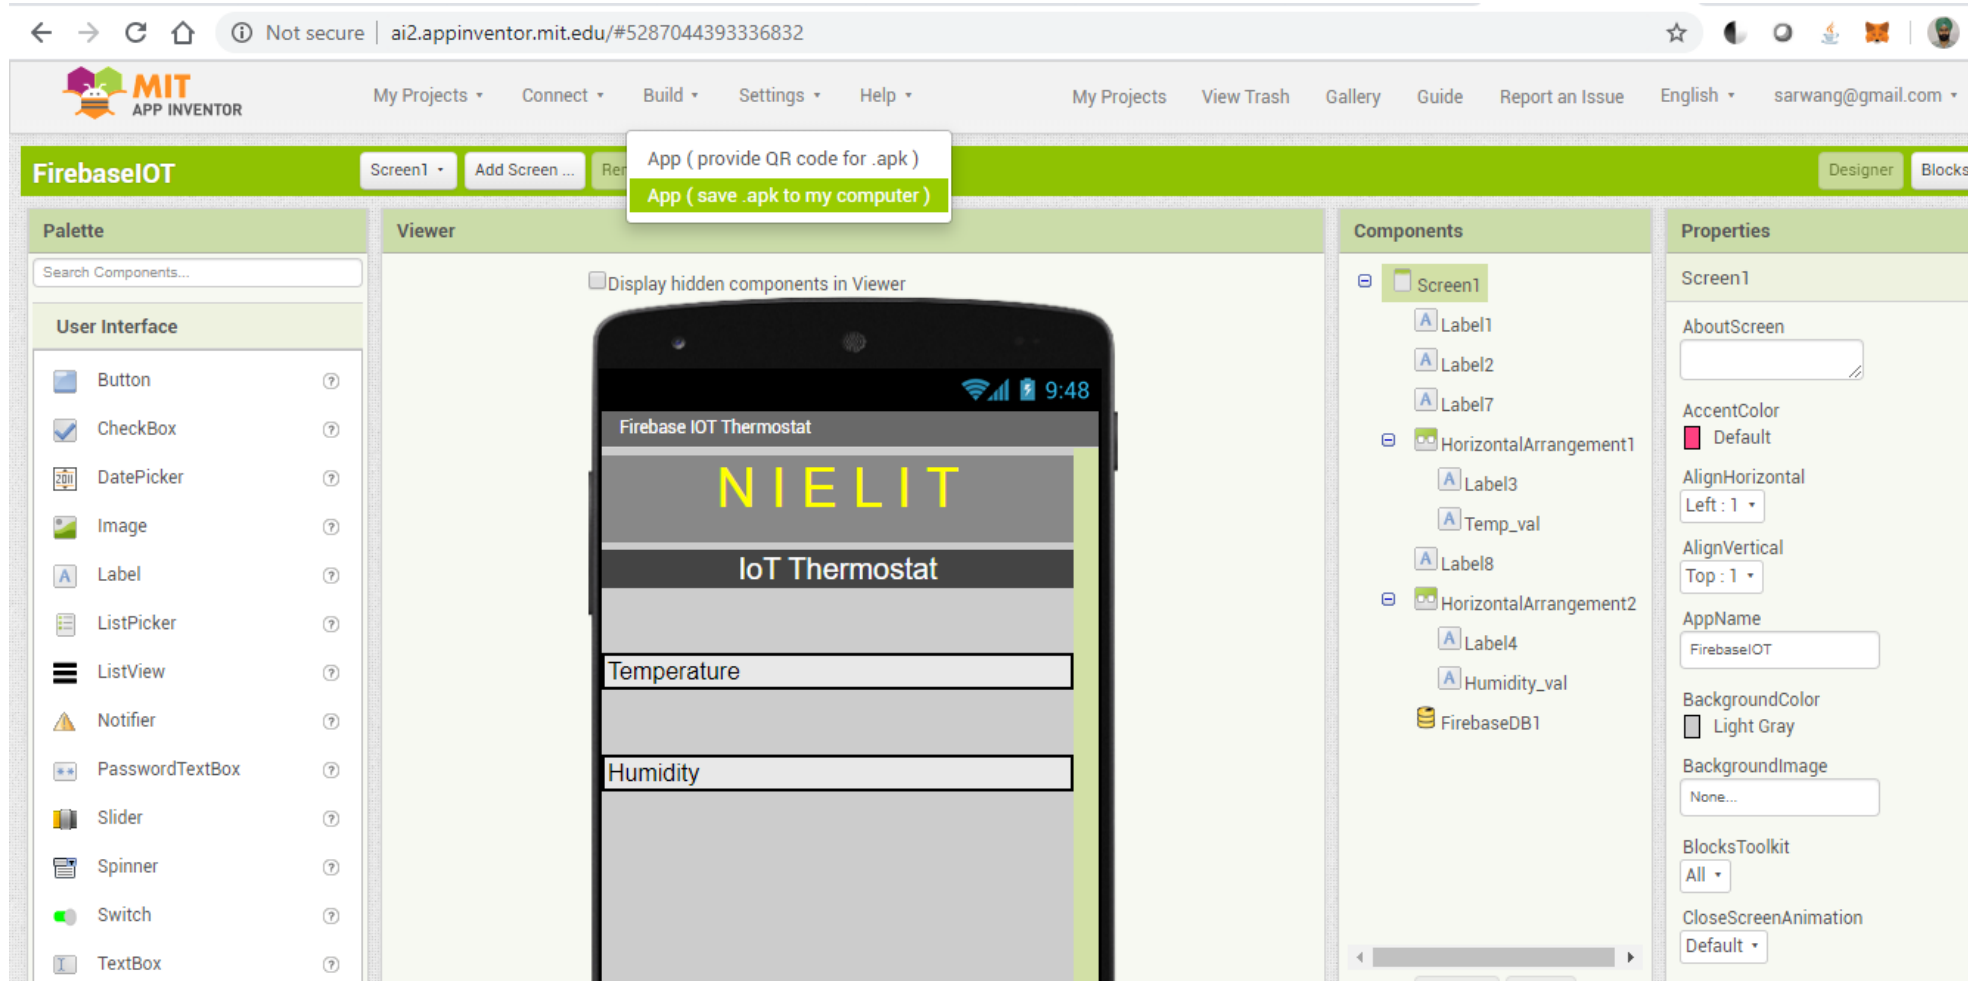 Not secure | ai2.appinventor.mit.edu/#5287044393336832
MIT
APP INVENTOR
My Projects Connect Build Settings Help My Projects View Trash Gallery Guide Report an Issue English sarwang@gmail.com
App ( provide QR code for .apk )
App ( save .apk to my computer )
FirebaseIOT Screen1 Add Screen ... Designer Blocks
Palette
Search Components...
User Interface
Button
CheckBox
DatePicker
Image
Label
ListPicker
ListView
Notifier
PasswordTextBox
Slider
Spinner
Switch
TextBox
Viewer
Display hidden components in Viewer
9:48
Firebase IOT Thermostat
N I E L I T
IoT Thermostat
Temperature
Humidity
Components
Screen1
Label1
Label2
Label7
HorizontalArrangement1
Label3
Temp_val
Label8
HorizontalArrangement2
Label4
Humidity_val
FirebaseDB1
Properties
Screen1
AboutScreen
AccentColor
Default
AlignHorizontal
Left : 1
AlignVertical
Top : 1
AppName
FirebaseIOT
BackgroundColor
Light Gray
BackgroundImage
None...
BlocksToolkit
All
CloseScreenAnimation
Default